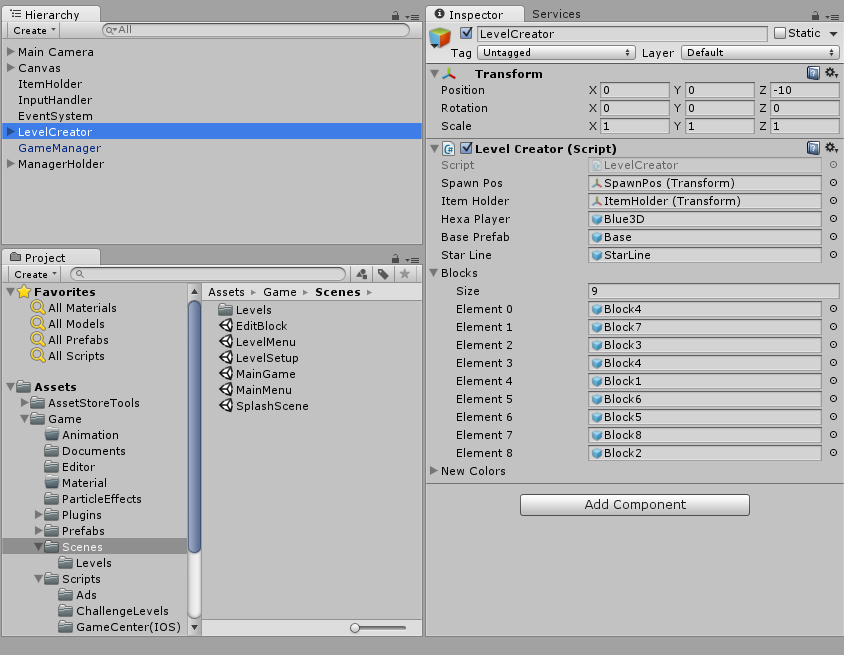 Hierarchy
Create
All
Main Camera
Canvas
ItemHolder
InputHandler
EventSystem
LevelCreator
GameManager
ManagerHolder
Project
Create
Favorites
All Materials
All Models
All Prefabs
All Scripts
Assets
AssetStoreTools
Game
Animation
Documents
Editor
Material
ParticleEffects
Plugins
Prefabs
Scenes
Levels
Scripts
Ads
ChallengeLevels
GameCenter(IOS)
Assets Game Scenes
Levels
EditBlock
LevelMenu
LevelSetup
MainGame
MainMenu
SplashScene
Inspector Services
LevelCreator Static
Tag Untagged Layer Default
Transform
Position X 0 Y 0 Z -10
Rotation X 0 Y 0 Z 0
Scale X 1 Y 1 Z 1
Level Creator (Script)
Script LevelCreator
Spawn Pos SpawnPos (Transform)
Item Holder ItemHolder (Transform)
Hexa Player Blue3D
Base Prefab Base
Star Line StarLine
Blocks
Size 9
Element 0 Block4
Element 1 Block7
Element 2 Block3
Element 3 Block4
Element 4 Block1
Element 5 Block6
Element 6 Block5
Element 7 Block8
Element 8 Block2
New Colors
Add Component